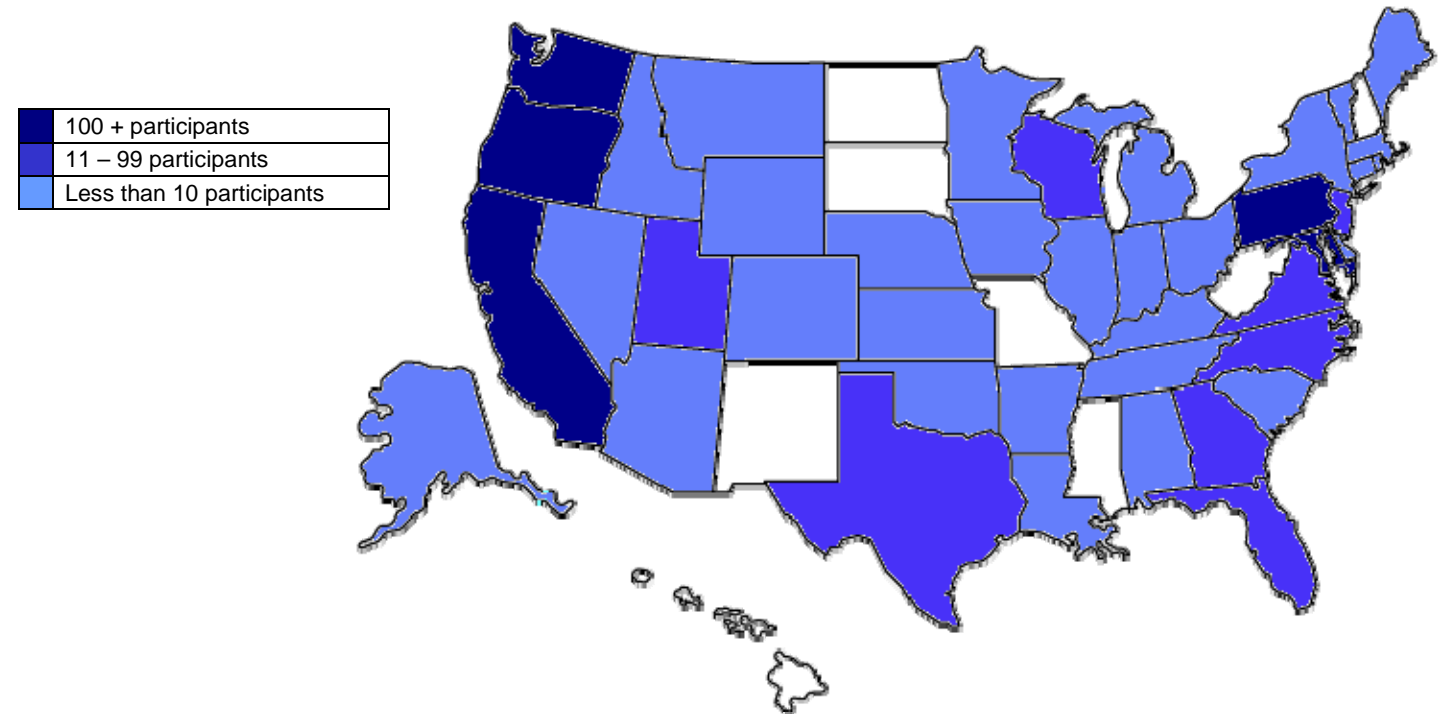 100 + participants
11 – 99 participants
Less than 10 participants